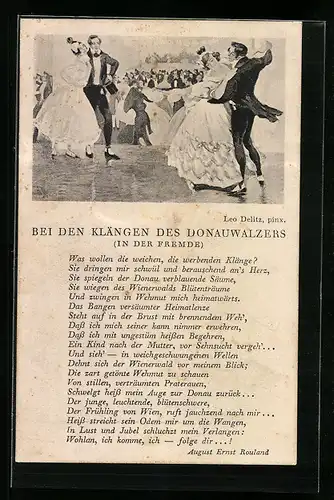 Leo Delitz, pinx.
BEI DEN KLÄNGEN DES DONAUWALZERS
(IN DER FREMDE)
Was wollen die weichen, die werbenden Klänge?
Sie dringen mir schwül und berauschend an's Herz,
Sie spiegeln der Donau verblauende Säume,
Sie wiegen des Wienerwalds Blütenträume
Und zwingen in Wehmut mich heimatwärts.
Das Bangen versäumter Heimatlenze
Steht auf in der Brust mit brennendem Weh',
Daß ich mich seiner kann nimmer erwehren,
Daß ich mit ungestüm heißen Begehren,
Ein Kind nach der Mutter, vor Sehnsucht vergeh'...
Und sieh' — in weichgeschwungenen Wellen
Dehnt sich der Wienerwald vor meinem Blick;
Die zart getönte Wehmut zu schauen
Von stillen, verträumten Praterauen,
Schwelgt heiß mein Auge zur Donau zurück...
Der junge, leuchtende, blütenschwere,
Der Frühling von Wien, ruft jauchzend nach mir...
Heiß streicht sein Odem mir um die Wangen,
In Lust und Jubel schluchzt mein Verlangen:
Wohlan, ich komme, ich — folge dir...!
August Ernst Rouland